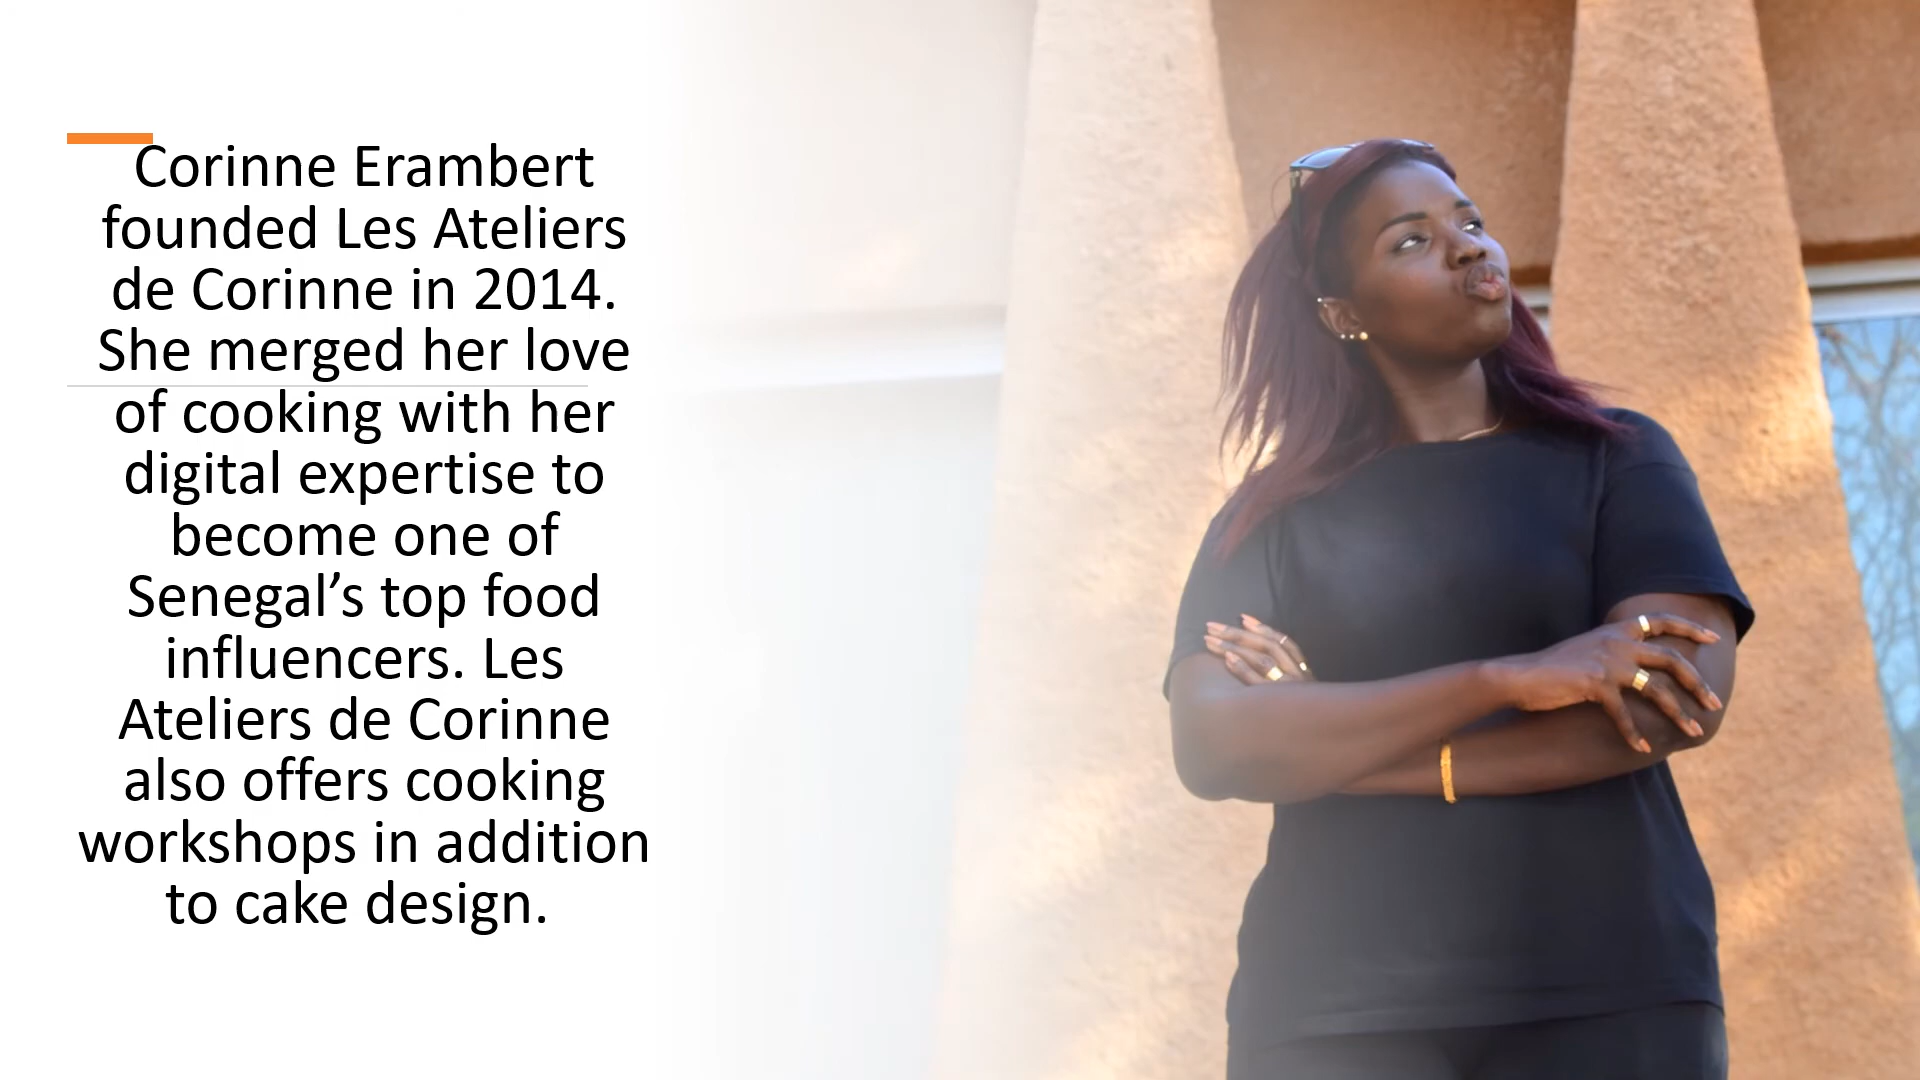 Corinne Erambert
founded Les Ateliers
de Corinne in 2014.
She merged her love
of cooking with her
digital expertise to
become one of
Senegal’s top food
influencers. Les
Ateliers de Corinne
also offers cooking
workshops in addition
to cake design.